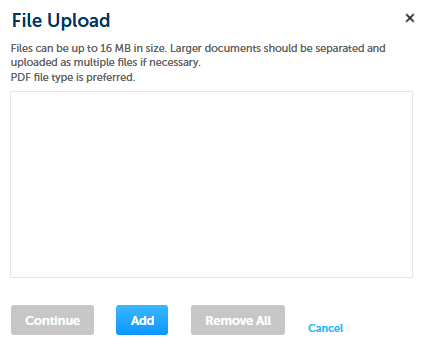 File Upload
Files can be up to 16 MB in size. Larger documents should be separated and
uploaded as multiple files if necessary.
PDF file type is preferred.
Continue
Add
Remove All
Cancel